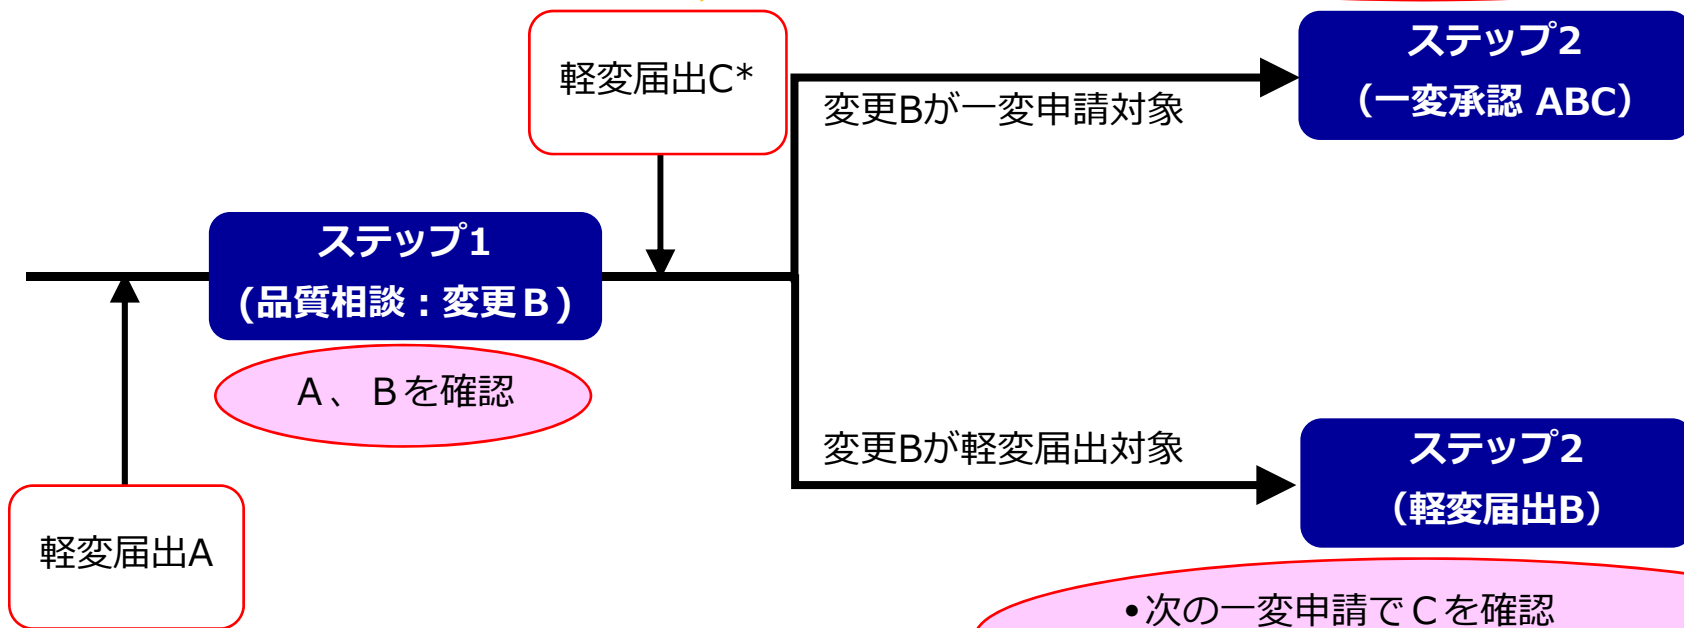 軽変届出C*
ステップ2
（一変承認 ABC）
変更Bが一変申請対象
ステップ1
(品質相談：変更Ｂ)
Ａ、Ｂを確認
変更Bが軽変届出対象
ステップ2
（軽変届出B）
軽変届出A
•次の一変申請でＣを確認